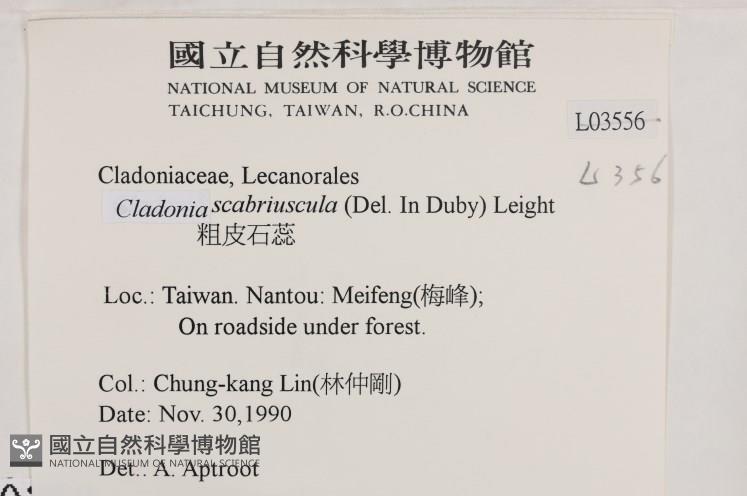 國立自然科學博物館
NATIONAL MUSEUM OF NATURAL SCIENCE
TAICHUNG, TAIWAN, R.O.CHINA
L03556
Cladoniaceae, Lecanorales
Cladonia scabriuscula (Del. In Duby) Leight
粗皮石蕊
Loc.: Taiwan. Nantou: Meifeng(梅峰);
On roadside under forest.
Col.: Chung-kang Lin(林仲剛)
Date: Nov. 30,1990
國立自然科學博物館
NATIONAL MUSEUM OF NATURAL SCIENCE
Det.: A. Aptroot